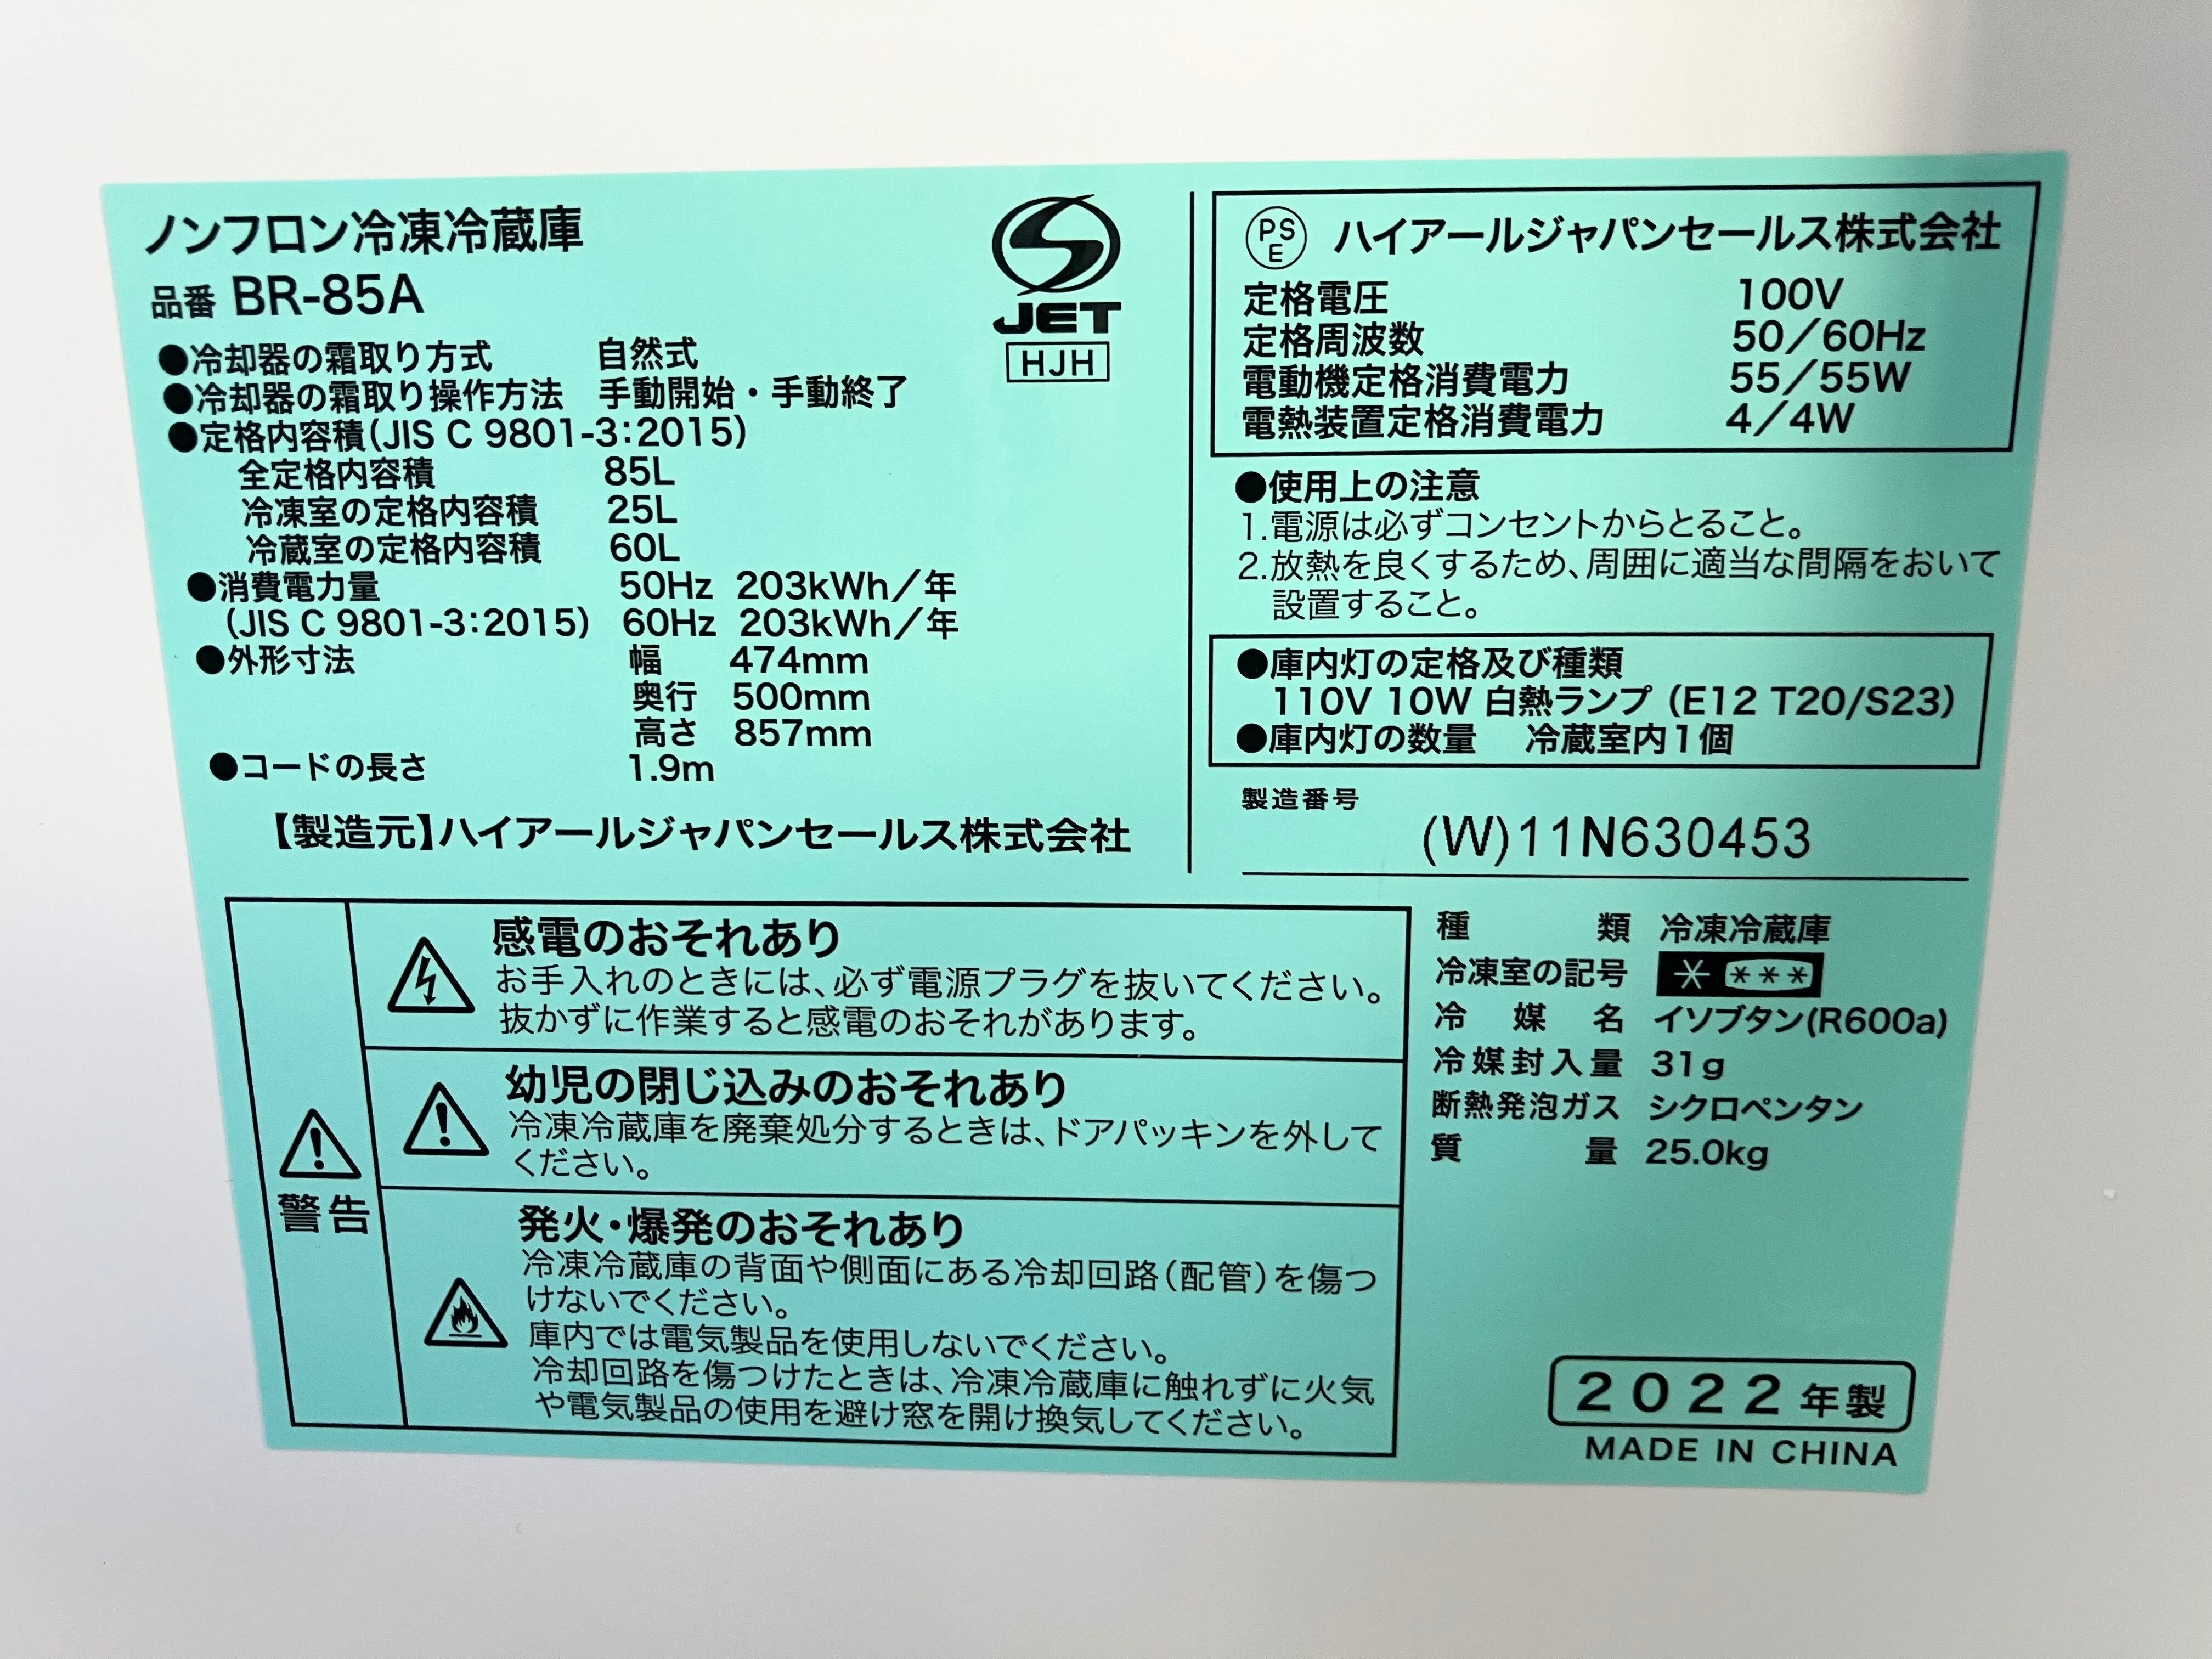 ノンフロン冷凍冷蔵庫
品番 BR-85A
JET
HJH
●冷却器の霜取り方式 自然式
●冷却器の霜取り操作方法 手動開始・手動終了
●定格内容積(JIS C 9801-3:2015)
全定格内容積 85L
冷凍室の定格内容積 25L
冷蔵室の定格内容積 60L
●消費電力量 50Hz 203kWh/年
(JIS C 9801-3:2015) 60Hz 203kWh/年
●外形寸法 幅 474mm
奥行 500mm
高さ 857mm
●コードの長さ 1.9m
【製造元】ハイアールジャパンセールス株式会社
PSE ハイアールジャパンセールス株式会社
定格電圧 100V
定格周波数 50/60Hz
電動機定格消費電力 55/55W
電熱装置定格消費電力 4/4W
●使用上の注意
1.電源は必ずコンセントからとること。
2.放熱を良くするため、周囲に適当な間隔をおいて
設置すること。
●庫内灯の定格及び種類
110V 10W 白熱ランプ (E12 T20/S23)
●庫内灯の数量 冷蔵室内1個
製造番号
(W)11N630453
警告
感電のおそれあり
お手入れのときには、必ず電源プラグを抜いてください。
抜かずに作業すると感電のおそれがあります。
幼児の閉じ込みのおそれあり
冷凍冷蔵庫を廃棄処分するときは、ドアパッキンを外して
ください。
発火・爆発のおそれあり
冷凍冷蔵庫の背面や側面にある冷却回路(配管)を傷つ
けないでください。
庫内では電気製品を使用しないでください。
冷却回路を傷つけたときは、冷凍冷蔵庫に触れずに火気
や電気製品の使用を避け窓を開け換気してください。
種類 冷凍冷蔵庫
冷凍室の記号 * ***
冷媒名 イソブタン(R600a)
冷媒封入量 31g
断熱発泡ガス シクロペンタン
質量 25.0kg
2022年製
MADE IN CHINA